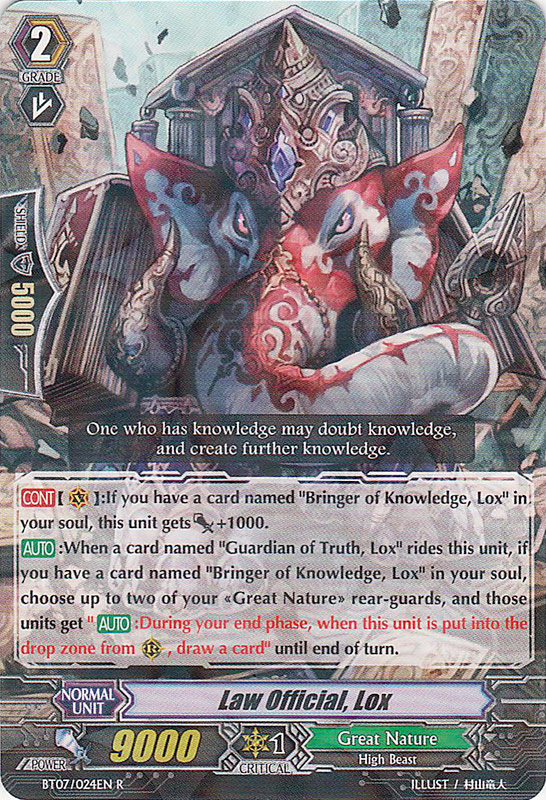 2
GRADE
SHIELD
5000
One who has knowledge may doubt knowledge,
and create further knowledge.
CONT [ ]:If you have a card named "Bringer of Knowledge, Lox" in
your soul, this unit gets +1000.
AUTO :When a card named "Guardian of Truth, Lox" rides this unit, if
you have a card named "Bringer of Knowledge, Lox" in your soul,
choose up to two of your «Great Nature» rear-guards, and those
units get " AUTO :During your end phase, when this unit is put into the
drop zone from , draw a card" until end of turn.
NORMAL
UNIT
Law Official, Lox
POWER
9000
1
CRITICAL
Great Nature
High Beast
BT07/024EN R
ILLUST / 村山竜大